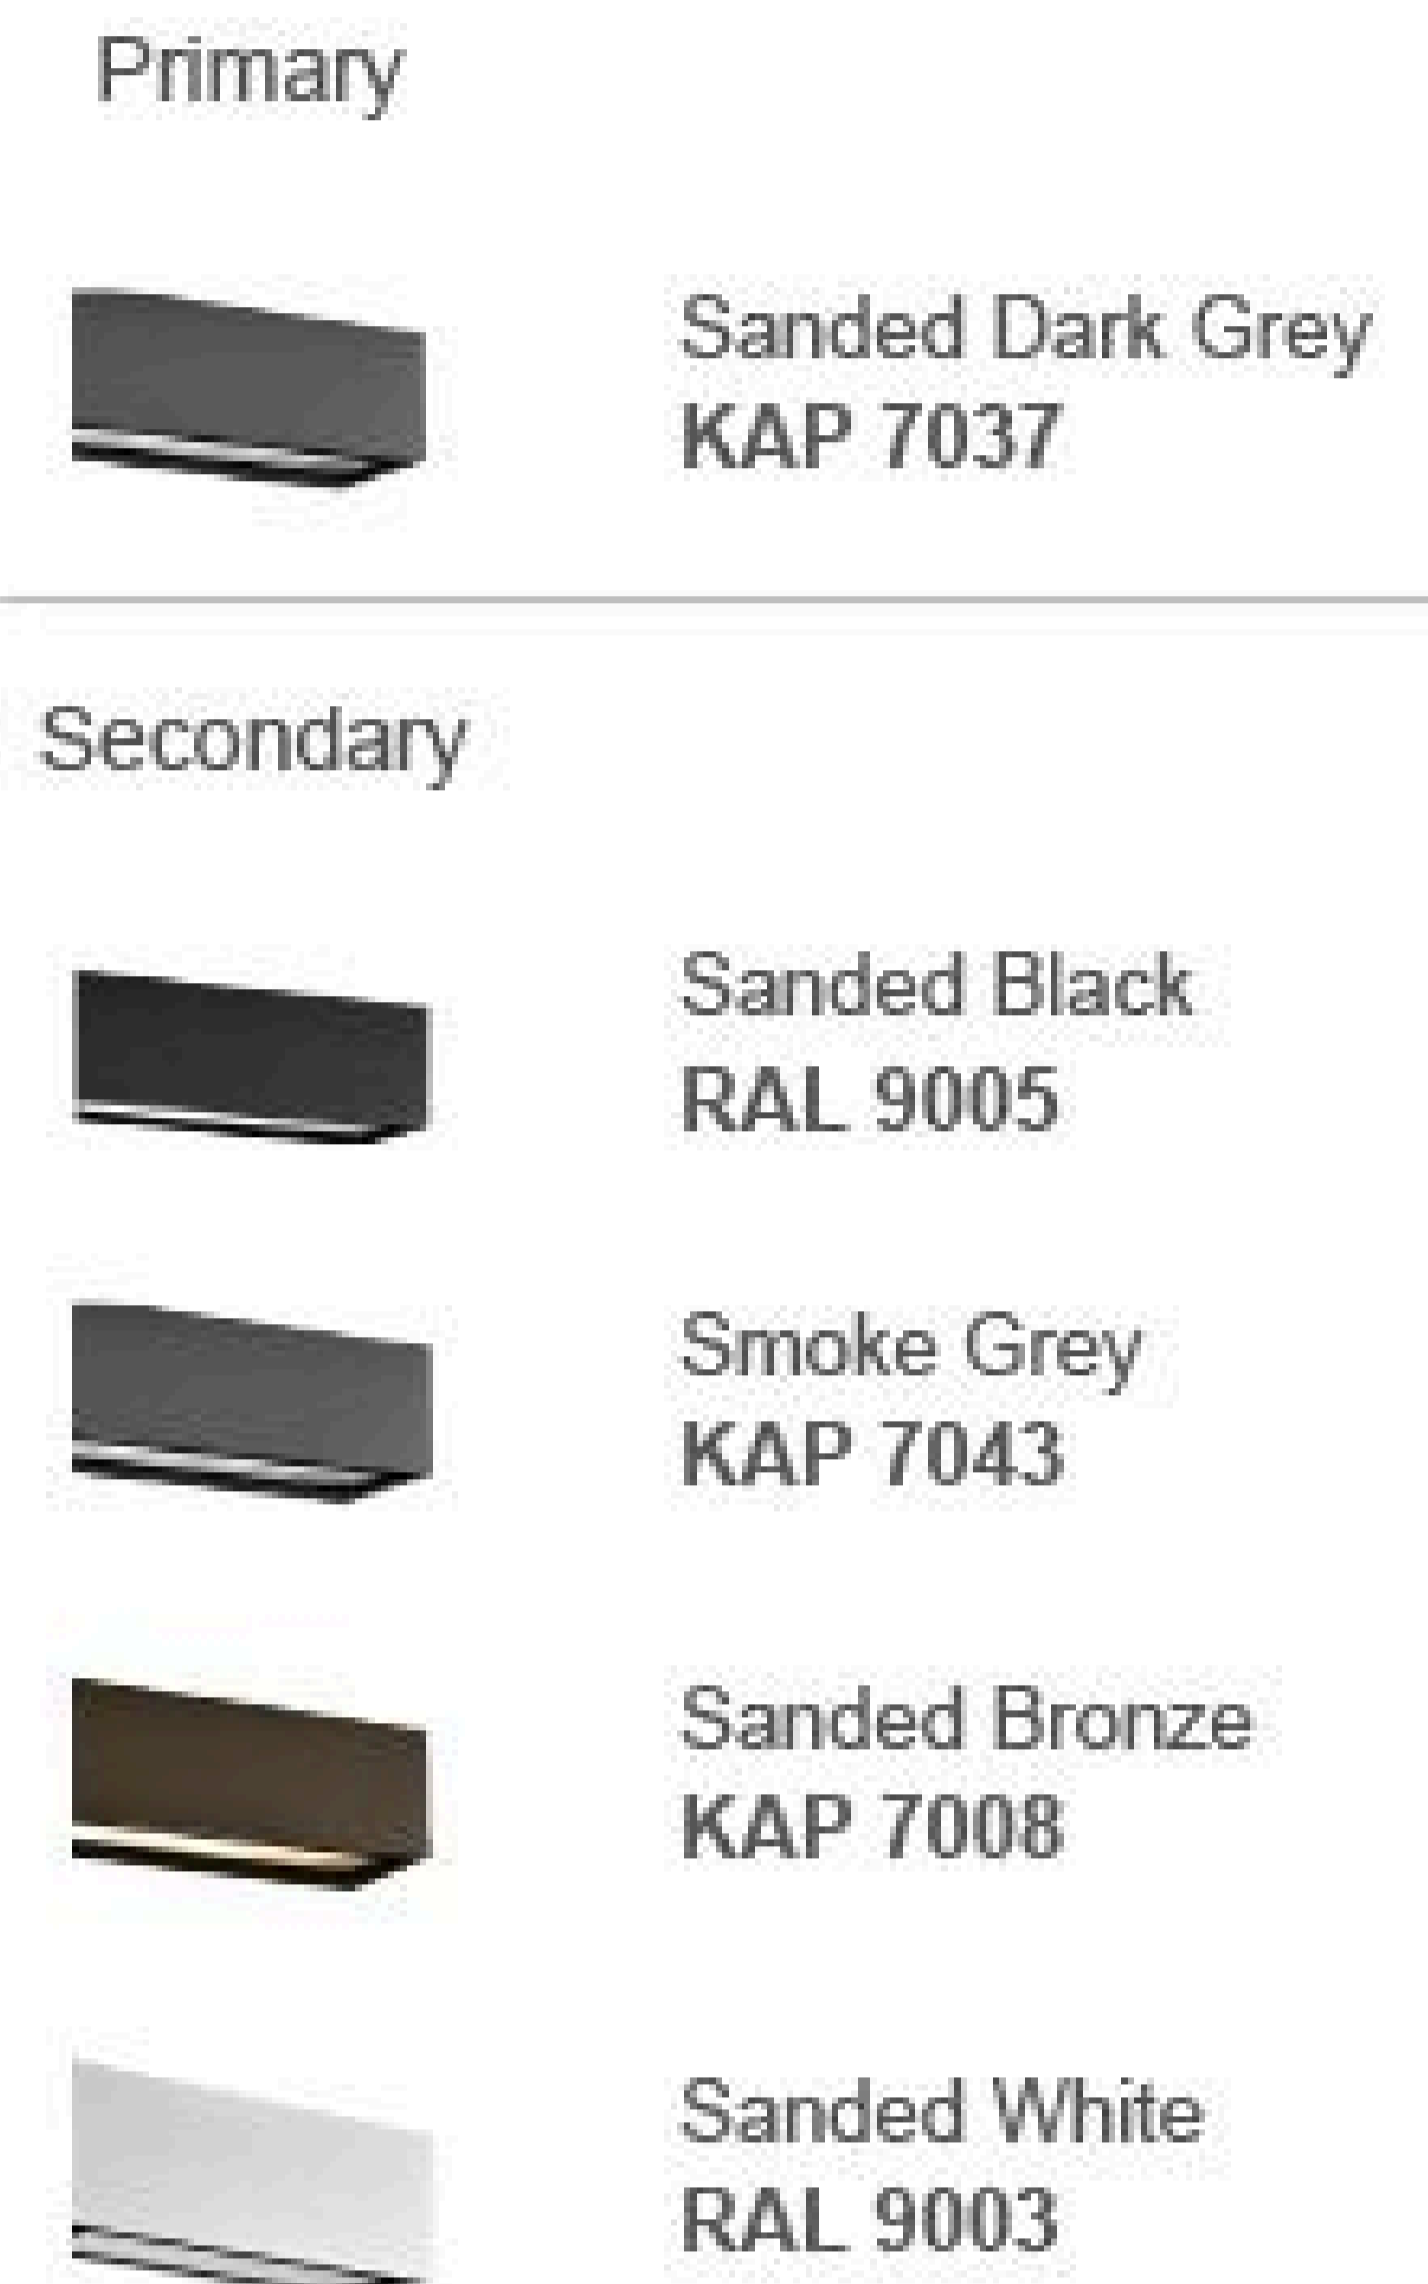 Primary
Sanded Dark Grey
KAP 7037
Secondary
Sanded Black
RAL 9005
Smoke Grey
KAP 7043
Sanded Bronze
KAP 7008
Sanded White
RAL 9003